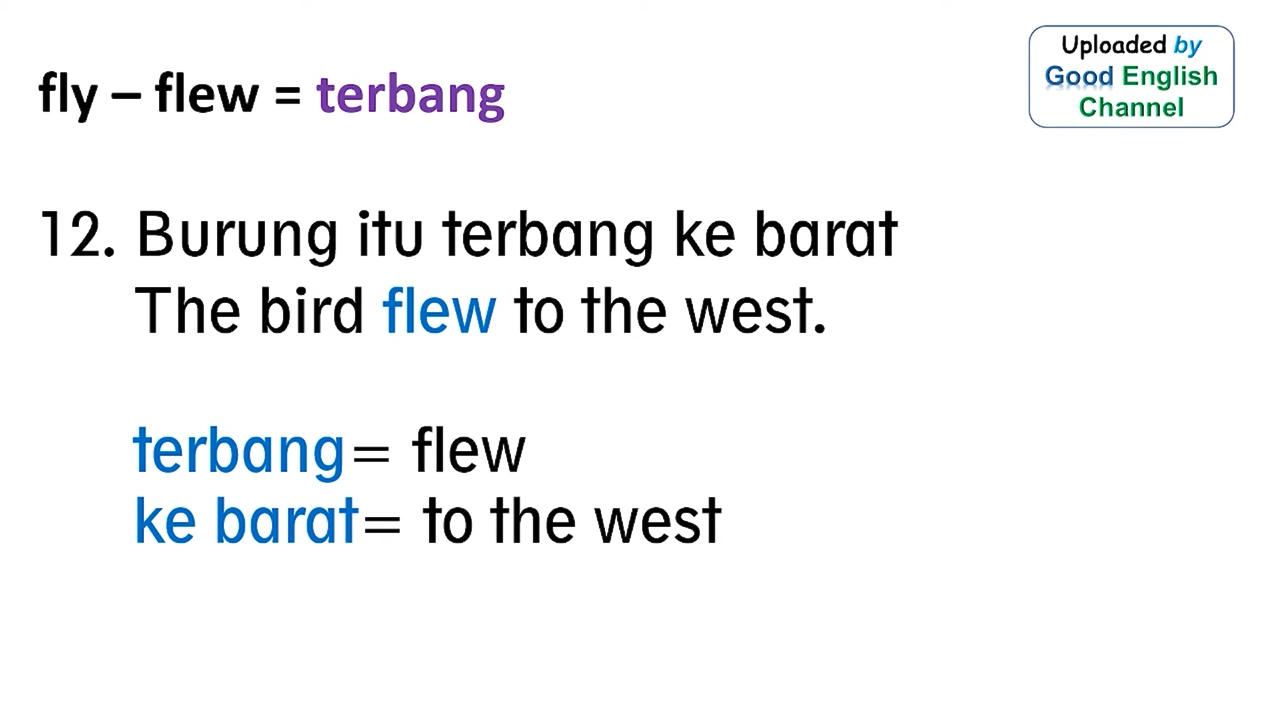 fly – flew = terbang
Uploaded by
Good English
Channel
12. Burung itu terbang ke barat
The bird flew to the west.
terbang= flew
ke barat= to the west